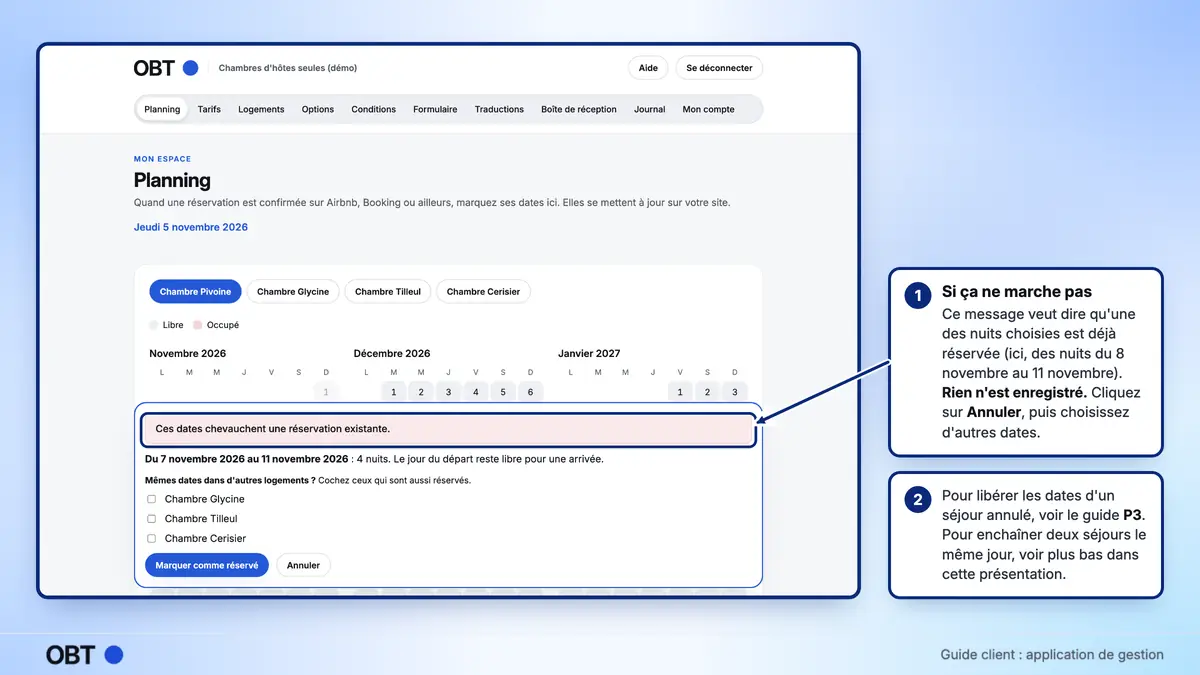 OBT
Chambres d'hôtes seules (démo)
Aide
Se déconnecter
Planning
Tarifs
Logements
Options
Conditions
Formulaire
Traductions
Boîte de réception
Journal
Mon compte
MON ESPACE
Planning
Quand une réservation est confirmée sur Airbnb, Booking ou ailleurs, marquez ses dates ici. Elles se mettent à jour sur votre site.
Jeudi 5 novembre 2026
Chambre Pivoine
Chambre Glycine
Chambre Tilleul
Chambre Cerisier
Libre
Occupé
Novembre 2026
L M M J V S D
1
Décembre 2026
L M M J V S D
1 2 3 4 5 6
Janvier 2027
L M M J V S D
1 2 3
Ces dates chevauchent une réservation existante.
Du 7 novembre 2026 au 11 novembre 2026 : 4 nuits. Le jour du départ reste libre pour une arrivée.
Mêmes dates dans d'autres logements ? Cochez ceux qui sont aussi réservés.
Chambre Glycine
Chambre Tilleul
Chambre Cerisier
Marquer comme réservé
Annuler
1
Si ça ne marche pas
Ce message veut dire qu'une
des nuits choisies est déjà
réservée (ici, des nuits du 8
novembre au 11 novembre).
Rien n'est enregistré. Cliquez
sur Annuler, puis choisissez
d'autres dates.
2
Pour libérer les dates d'un
séjour annulé, voir le guide P3.
Pour enchaîner deux séjours le
même jour, voir plus bas dans
cette présentation.
OBT
Guide client : application de gestion